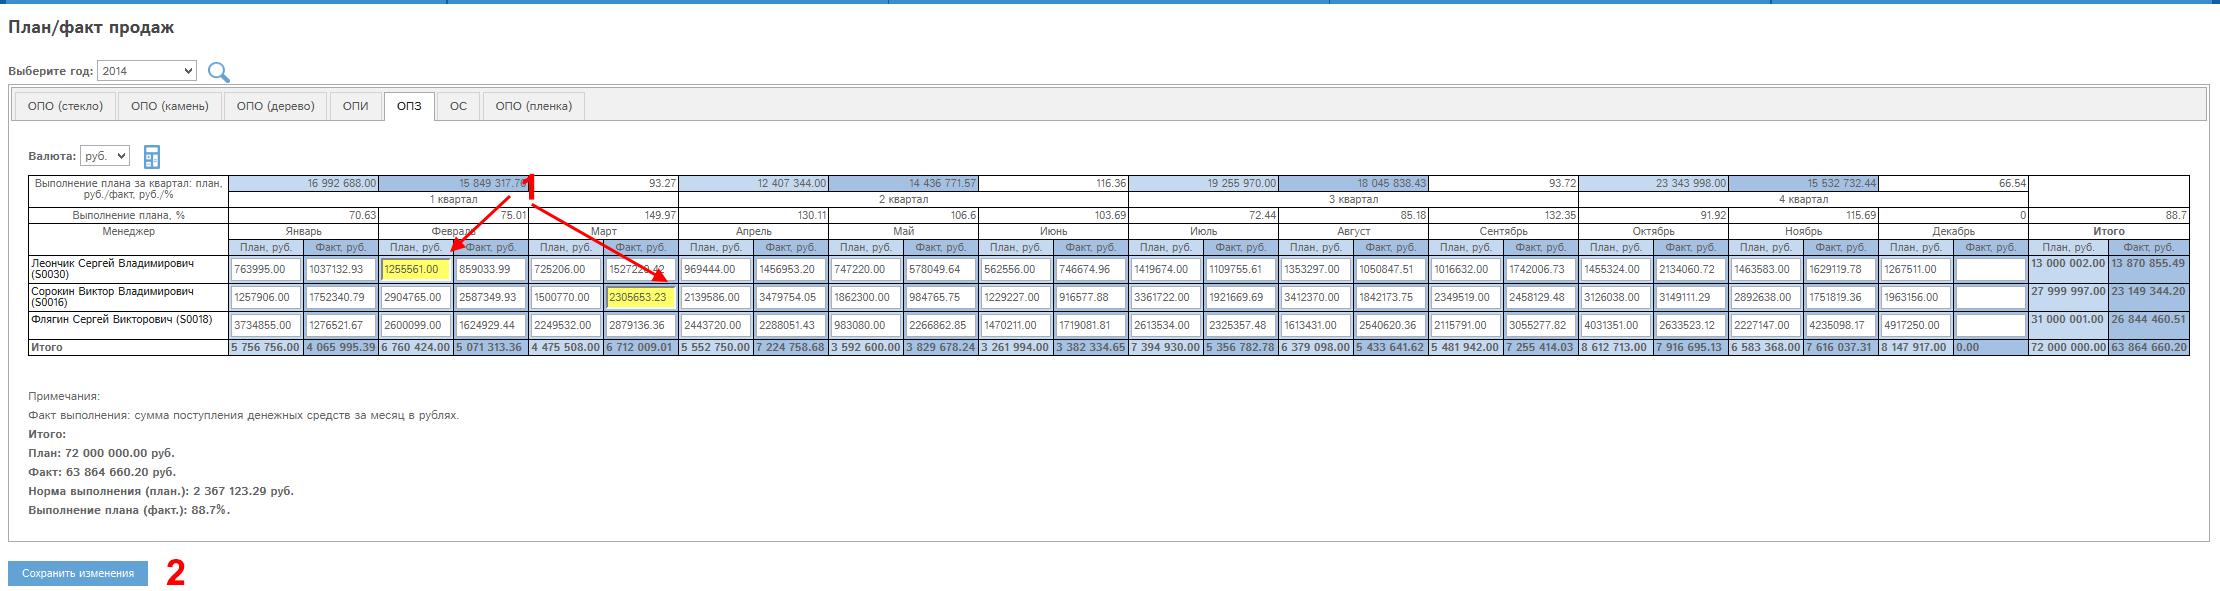 План/факт продаж
Выберите год: 2014
ОПО (стекло) ОПО (камень) ОПО (дерево) ОПИ ОПЗ ОС ОПО (пленка)
Валюта: руб.
Выполнение плана за квартал: план, руб./факт, руб./% 16 992 688.00 15 849 317.70 93.27 12 407 344.00 14 436 771.57 116.36 19 255 970.00 18 045 838.43 93.72 23 343 998.00 15 532 732.44 66.54
1
1 квартал 2 квартал 3 квартал 4 квартал
Выполнение плана, % 70.63 75.01 149.97 130.11 106.6 103.69 72.44 85.18 132.35 91.92 115.69 0 88.7
Менеджер Январь Февраль Март Апрель Май Июнь Июль Август Сентябрь Октябрь Ноябрь Декабрь Итого
План, руб. Факт, руб. План, руб. Факт, руб. План, руб. Факт, руб. План, руб. Факт, руб. План, руб. Факт, руб. План, руб. Факт, руб. План, руб. Факт, руб. План, руб. Факт, руб. План, руб. Факт, руб. План, руб. Факт, руб. План, руб. Факт, руб. План, руб. Факт, руб. План, руб. Факт, руб.
Леончик Сергей Владимирович (S0030) 763995.00 1037132.93 1255561.00 859033.99 725206.00 969444.00 1456953.20 747220.00 578049.64 562556.00 746674.96 1419674.00 1109755.61 1353297.00 1050847.51 1016632.00 1742006.73 1455324.00 2134060.72 1463583.00 1629119.78 1267511.00 13 000 002.00 13 870 855.49
Сорокин Виктор Владимирович (S0016) 1257906.00 1752340.79 2904765.00 2587349.93 1500770.00 2305653.23 2139586.00 3479754.05 1862300.00 984765.75 1229227.00 916577.88 3361722.00 1921669.69 3412370.00 1842173.75 2349519.00 2458129.48 3126038.00 3149111.29 2892638.00 1751819.36 1963156.00 27 999 997.00 23 149 344.20
Флягин Сергей Викторович (S0018) 3734855.00 1276521.67 2600099.00 1624929.44 2249532.00 2879136.36 2443720.00 2288051.43 983080.00 2266862.85 1470211.00 1719081.81 2613534.00 2325357.48 1613431.00 2540620.36 2115791.00 3055277.82 4031351.00 2633523.12 2227147.00 4235098.17 4917250.00 31 000 001.00 26 844 460.51
Итого 5 756 756.00 4 065 995.39 6 760 424.00 5 071 313.36 4 475 508.00 6 712 009.01 5 552 750.00 7 224 758.68 3 592 600.00 3 829 678.24 3 261 994.00 3 382 334.65 7 394 930.00 5 356 782.78 6 379 098.00 5 433 641.62 5 481 942.00 7 255 414.03 8 612 713.00 7 916 695.13 6 583 368.00 7 616 037.31 8 147 917.00 0.00 72 000 000.00 63 864 660.20
Примечания:
Факт выполнения: сумма поступления денежных средств за месяц в рублях.
Итого:
План: 72 000 000.00 руб.
Факт: 63 864 660.20 руб.
Норма выполнения (план.): 2 367 123.29 руб.
Выполнение плана (факт.): 88.7%.
Сохранить изменения 2